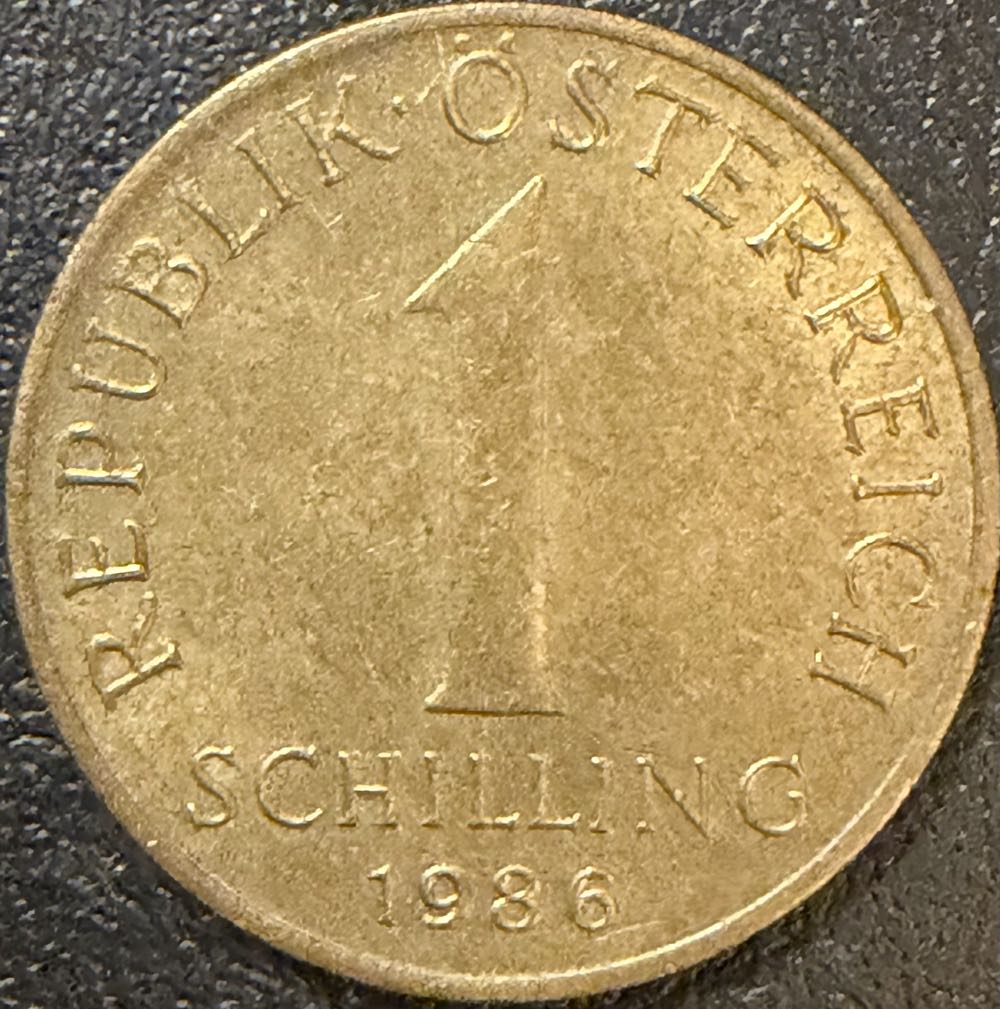 REPUBLIK·ÖSTERREICH
1
SCHILLING
1986